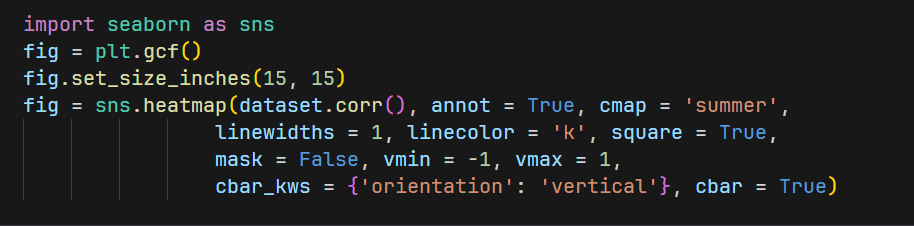 import seaborn as sns
fig = plt.gcf()
fig.set_size_inches(15, 15)
fig = sns.heatmap(dataset.corr(), annot = True, cmap = 'summer',
                linewidths = 1, linecolor = 'k', square = True,
                mask = False, vmin = -1, vmax = 1,
                cbar_kws = {'orientation': 'vertical'}, cbar = True)